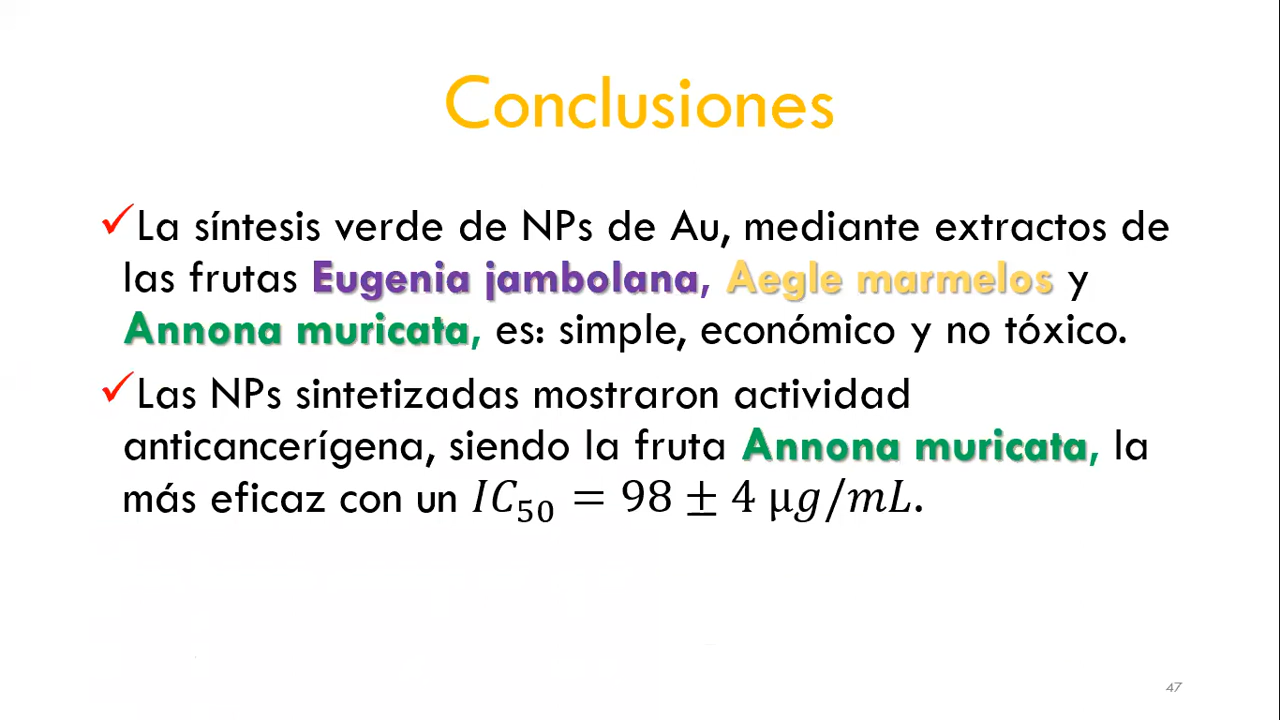 Conclusiones
✓La síntesis verde de NPs de Au, mediante extractos de
las frutas Eugenia jambolana, Aegle marmelos y
Annona muricata, es: simple, económico y no tóxico.
✓Las NPs sintetizadas mostraron actividad
anticancerígena, siendo la fruta Annona muricata, la
más eficaz con un IC₅₀ = 98 ± 4 μg/mL.
47